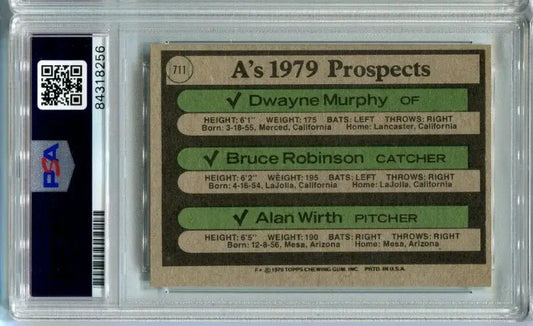 711
A's 1979 Prospects
✓ Dwayne Murphy OF
HEIGHT: 6'1" WEIGHT: 175 BATS: LEFT THROWS: RIGHT
Born: 3-18-55, Merced, California Home: Lancaster, California
✓ Bruce Robinson CATCHER
HEIGHT: 6'2" WEIGHT: 195 BATS: LEFT THROWS: RIGHT
Born: 4-16-54, LaJolla, California Home: LaJolla, California
✓ Alan Wirth PITCHER
HEIGHT: 6'5" WEIGHT: 190 BATS: RIGHT THROWS: RIGHT
Born: 12-8-56, Mesa, Arizona Home: Mesa, Arizona
F* © 1979 TOPPS CHEWING GUM, INC. PRTD. IN U.S.A.
84318256
PSA